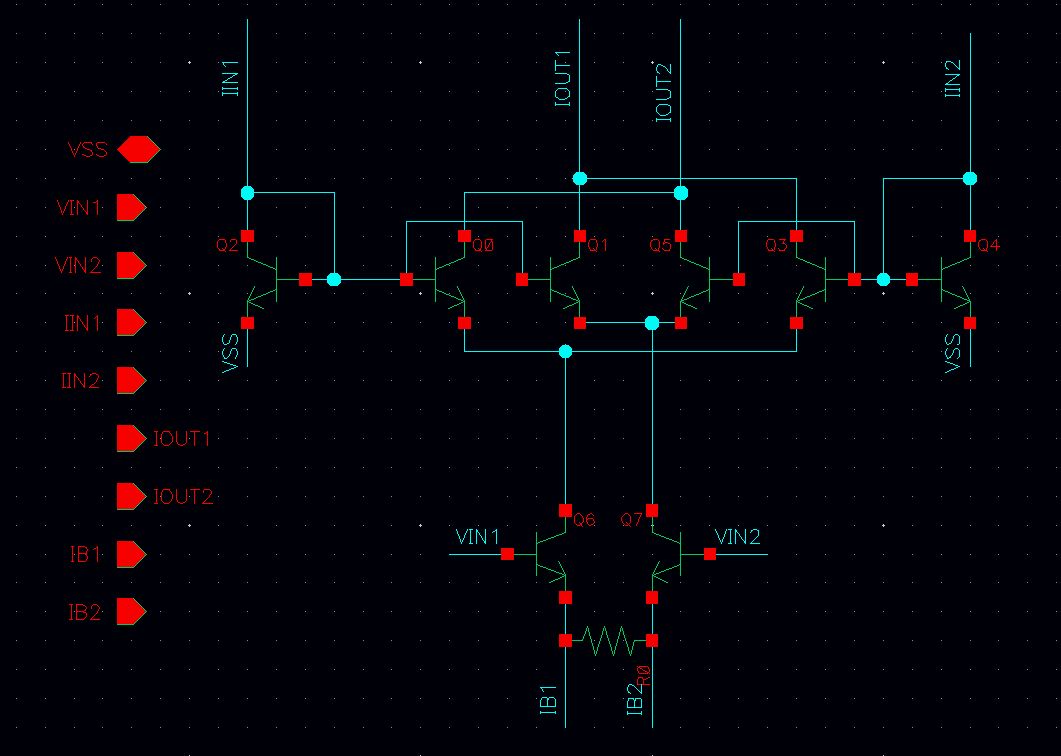 IIN1
IOUT1
IOUT2
IIN2
VSS
VIN1
VIN2
IIN1
IIN2
IOUT1
IOUT2
IB1
IB2
Q2
Q0
Q1
Q5
Q3
Q4
VSS
VSS
Q6
Q7
VIN1
VIN2
R0
IB1
IB2